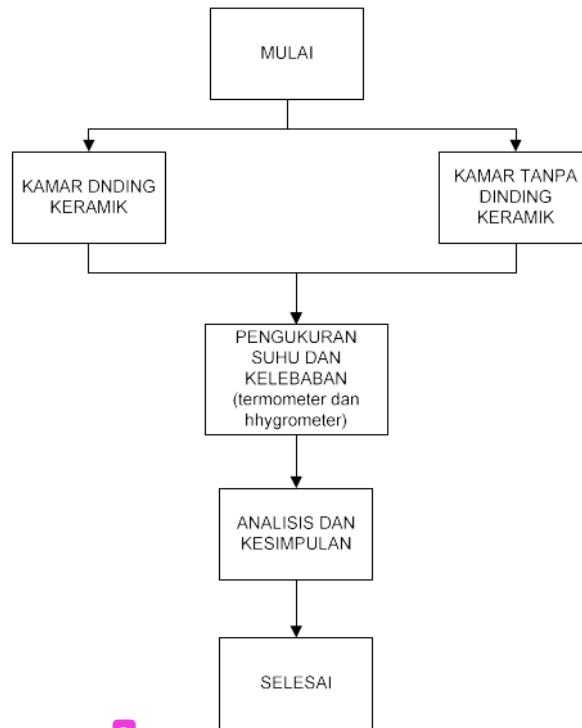 MULAI
KAMAR DNDING
KERAMIK
KAMAR TANPA
DINDING
KERAMIK
PENGUKURAN
SUHU DAN
KELEBABAN
(termometer dan
hhygrometer)
ANALISIS DAN
KESIMPULAN
SELESAI